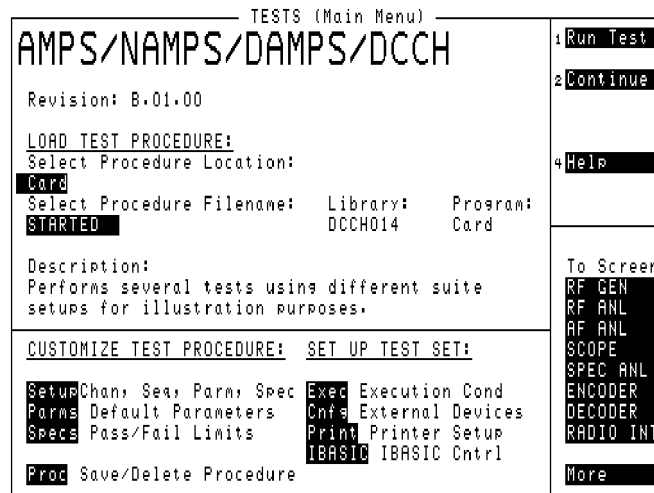 TESTS (Main Menu)
AMPS/NAMPS/DAMPS/DCCH
Revision: B.01.00
LOAD TEST PROCEDURE:
Select Procedure Location:
Card
Select Procedure Filename: Library: Program:
STARTED DCCH014 Card
Description:
Performs several tests using different suite
setups for illustration purposes.
CUSTOMIZE TEST PROCEDURE: SET UP TEST SET:
Setup Chan, Seq, Parm, Spec Exec Execution Cond
Parms Default Parameters Cnfg External Devices
Specs Pass/Fail Limits Print Printer Setup
IBASIC IBASIC Cntrl
Proc Save/Delete Procedure
1 Run Test
2 Continue
4 Help
To Screen
RF GEN
RF ANL
AF ANL
SCOPE
SPEC ANL
ENCODER
DECODER
RADIO INT
More